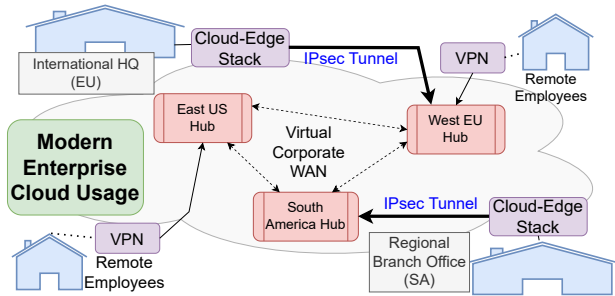 Cloud-Edge
Stack
IPsec Tunnel
International HQ
(EU)
VPN
Remote
Employees
East US
Hub
West EU
Hub
Virtual
Corporate
WAN
Modern
Enterprise
Cloud Usage
South
America Hub
IPsec Tunnel
Cloud-Edge
Stack
VPN
Remote
Employees
Regional
Branch Office
(SA)